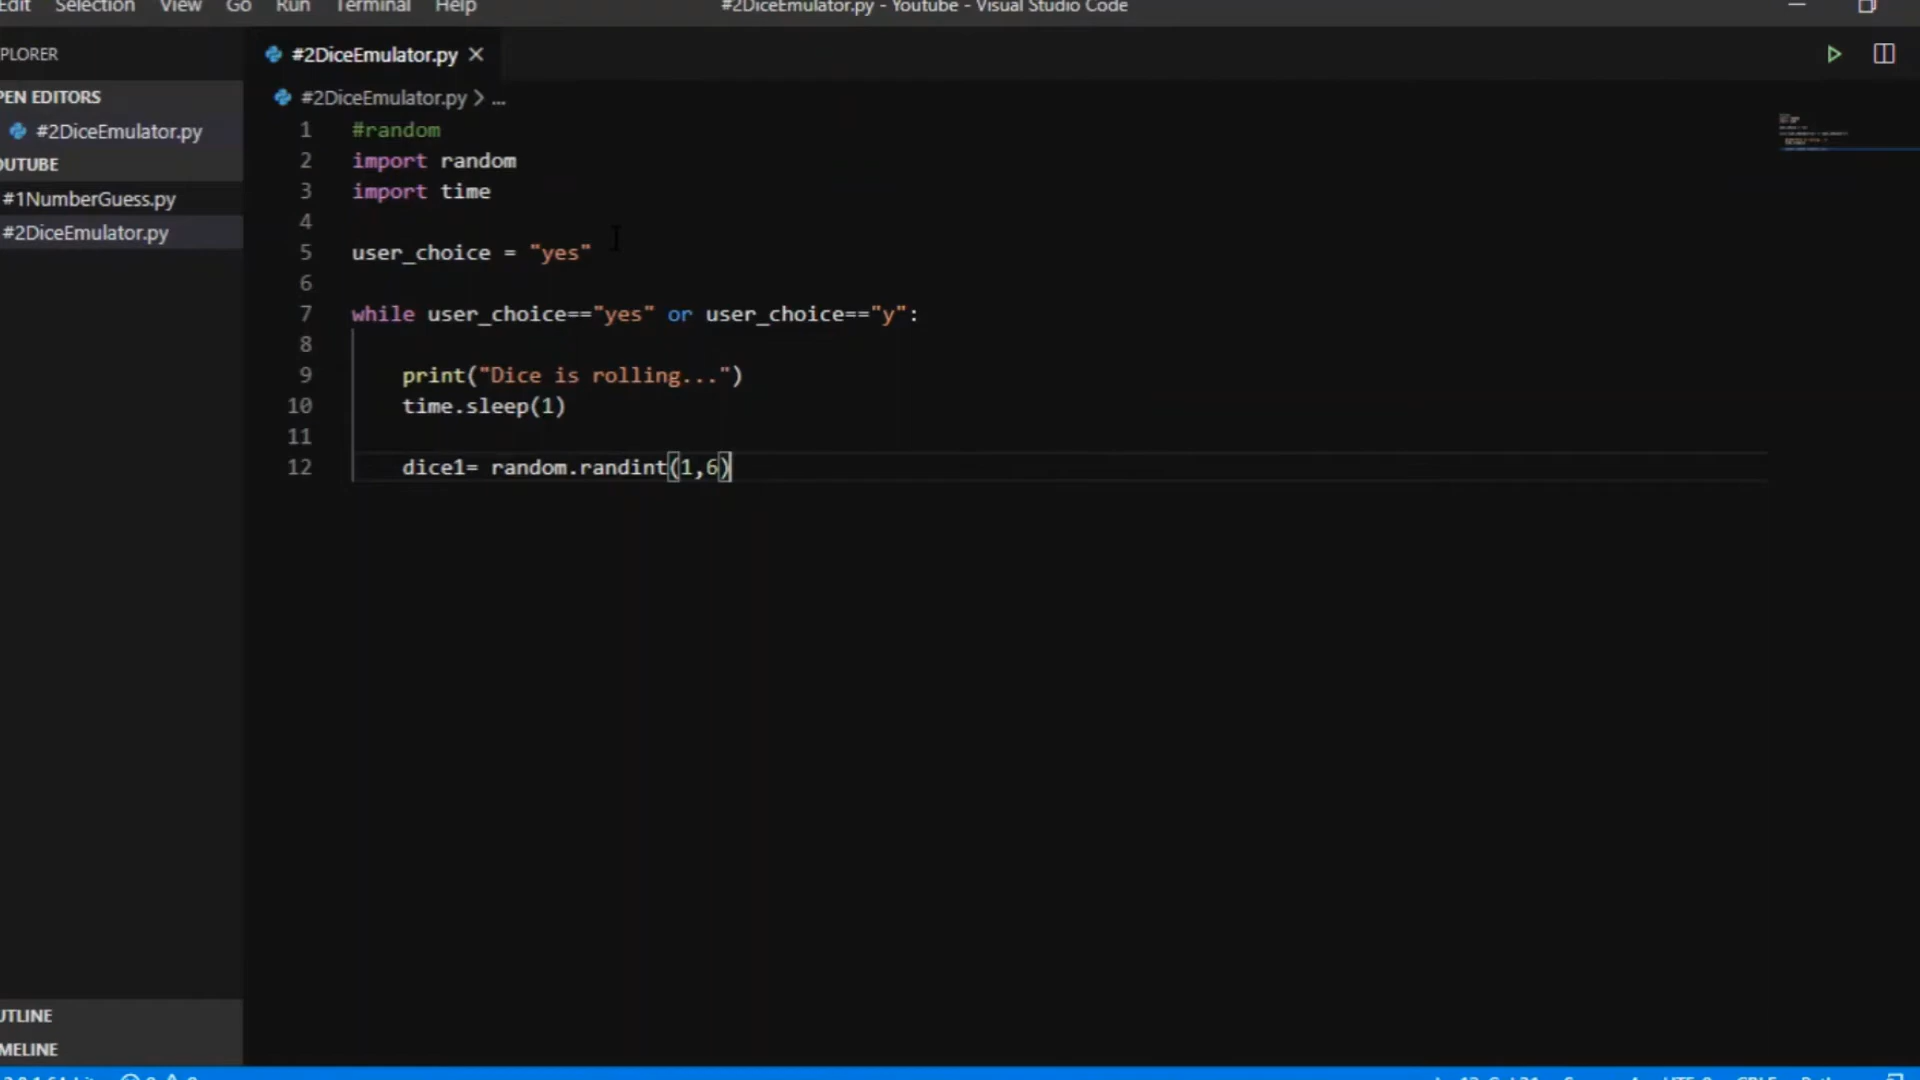 Edit Selection View Go Run Terminal Help #2DiceEmulator.py - Youtube - Visual Studio Code
PLORER
#2DiceEmulator.py
PEN EDITORS
#2DiceEmulator.py
OUTUBE
#1NumberGuess.py
#2DiceEmulator.py
#2DiceEmulator.py > ...
1 #random
2 import random
3 import time
4
5 user_choice = "yes"
6
7 while user_choice=="yes" or user_choice=="y":
8
9 print("Dice is rolling...")
10 time.sleep(1)
11
12 dice1= random.randint(1,6)
UTLINE
MELINE